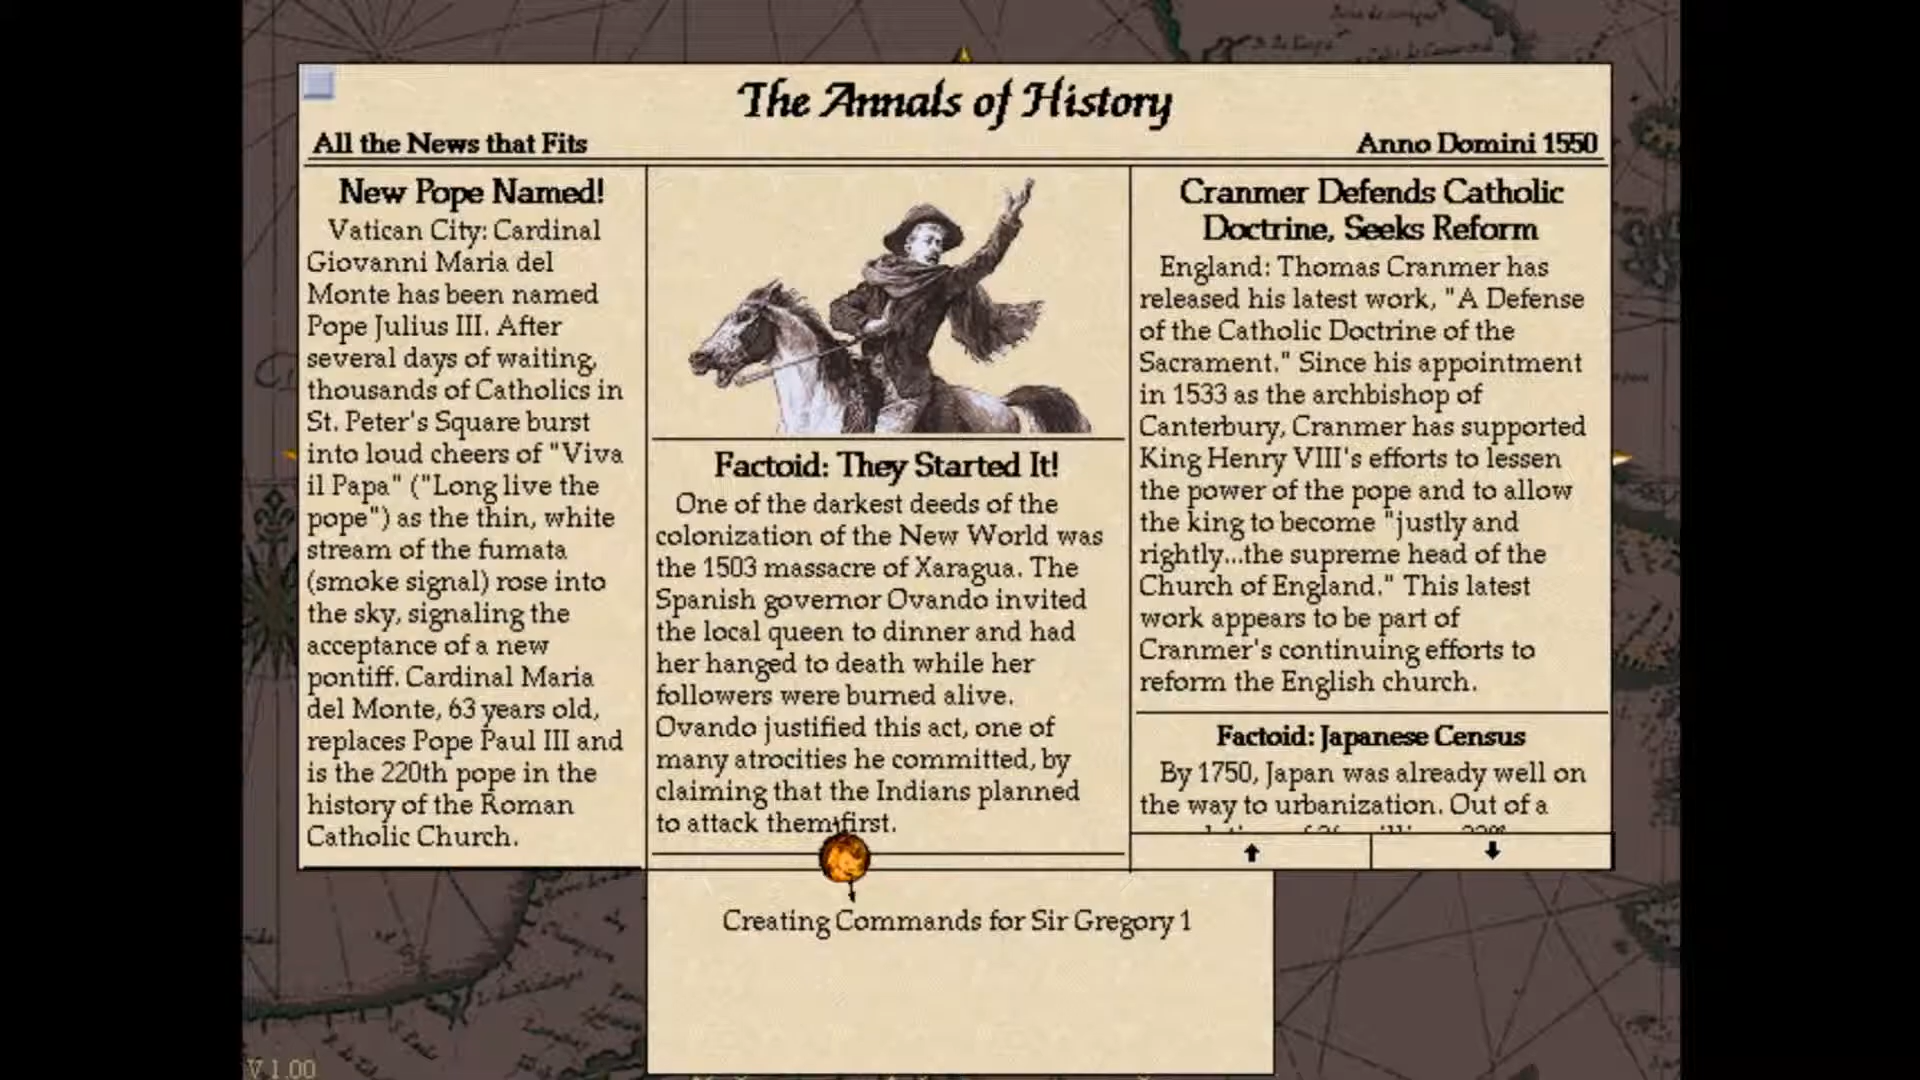 The Annals of History
All the News that Fits
Anno Domini 1550
New Pope Named!
Vatican City: Cardinal
Giovanni Maria del
Monte has been named
Pope Julius III. After
several days of waiting,
thousands of Catholics in
St. Peter's Square burst
into loud cheers of "Viva
il Papa" ("Long live the
pope") as the thin, white
stream of the fumata
(smoke signal) rose into
the sky, signaling the
acceptance of a new
pontiff. Cardinal Maria
del Monte, 63 years old,
replaces Pope Paul III and
is the 220th pope in the
history of the Roman
Catholic Church.
Factoid: They Started It!
One of the darkest deeds of the
colonization of the New World was
the 1503 massacre of Xaragua. The
Spanish governor Ovando invited
the local queen to dinner and had
her hanged to death while her
followers were burned alive.
Ovando justified this act, one of
many atrocities he committed, by
claiming that the Indians planned
to attack them first.
Cranmer Defends Catholic
Doctrine, Seeks Reform
England: Thomas Cranmer has
released his latest work, "A Defense
of the Catholic Doctrine of the
Sacrament." Since his appointment
in 1533 as the archbishop of
Canterbury, Cranmer has supported
King Henry VIII's efforts to lessen
the power of the pope and to allow
the king to become "justly and
rightly...the supreme head of the
Church of England." This latest
work appears to be part of
Cranmer's continuing efforts to
reform the English church.
Factoid: Japanese Census
By 1750, Japan was already well on
the way to urbanization. Out of a
Creating Commands for Sir Gregory 1
V 1.00